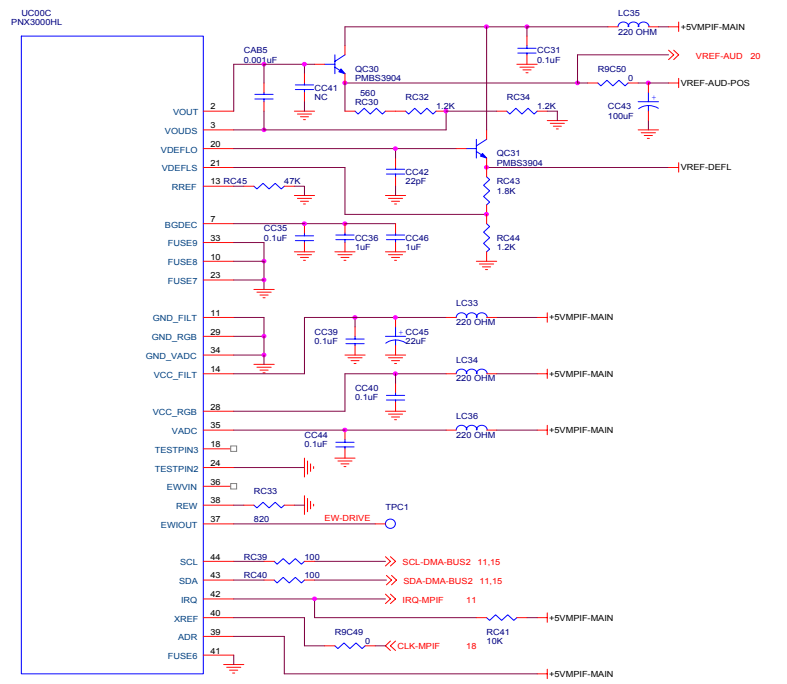 UC00C
PNX3000HL
LC35
220 OHM
+5VMPIF-MAIN
CAB5
0.001uF
QC30
PMBS3904
CC31
0.1uF
VREF-AUD 20
CC41
NC
R9C50
0
VREF-AUD-POS
560
RC30
RC32
1.2K
RC34
1.2K
CC43
100uF
+
VOUT 2
VOUDS 3
VDEFLO 20
VDEFLS 21
RREF 13
RC45
47K
CC42
22pF
QC31
PMBS3904
VREF-DEFL
RC43
1.8K
BGDEC 7
FUSE9 33
FUSE8 10
FUSE7 23
CC35
0.1uF
CC36
1uF
CC46
1uF
RC44
1.2K
GND_FILT 11
GND_RGB 29
GND_VADC 34
VCC_FILT 14
CC39
0.1uF
+
CC45
22uF
LC33
220 OHM
+5VMPIF-MAIN
LC34
220 OHM
+5VMPIF-MAIN
CC40
0.1uF
VCC_RGB 28
VADC 35
LC36
220 OHM
+5VMPIF-MAIN
CC44
0.1uF
TESTPIN3 18
TESTPIN2 24
EWVIN 36
REW 38
RC33
820
EWIOUT 37
EW-DRIVE
TPC1
SCL 44
RC39
100
SCL-DMA-BUS2 11,15
SDA 43
RC40
100
SDA-DMA-BUS2 11,15
IRQ 42
IRQ-MPIF 11
XREF 40
RC41
10K
+5VMPIF-MAIN
ADR 39
R9C49
0
CLK-MPIF 18
FUSE6 41
+5VMPIF-MAIN